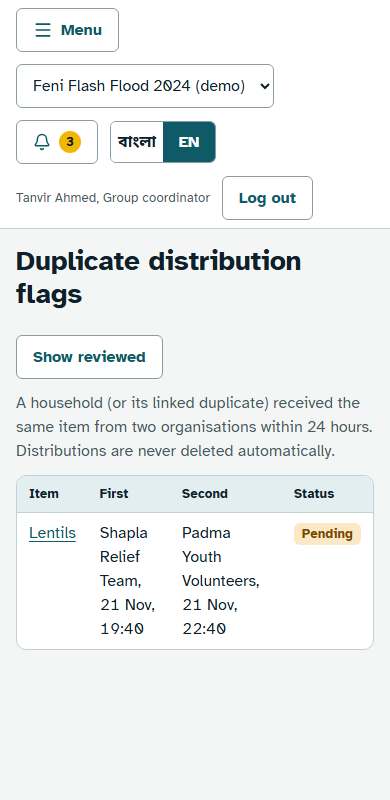 Menu
Feni Flash Flood 2024 (demo)
3
বাংলা EN
Tanvir Ahmed, Group coordinator Log out
Duplicate distribution
flags
Show reviewed
A household (or its linked duplicate) received the
same item from two organisations within 24 hours.
Distributions are never deleted automatically.
Item First Second Status
Lentils Shapla Padma Pending
Relief Youth
Team, Volunteers,
21 Nov, 21 Nov,
19:40 22:40